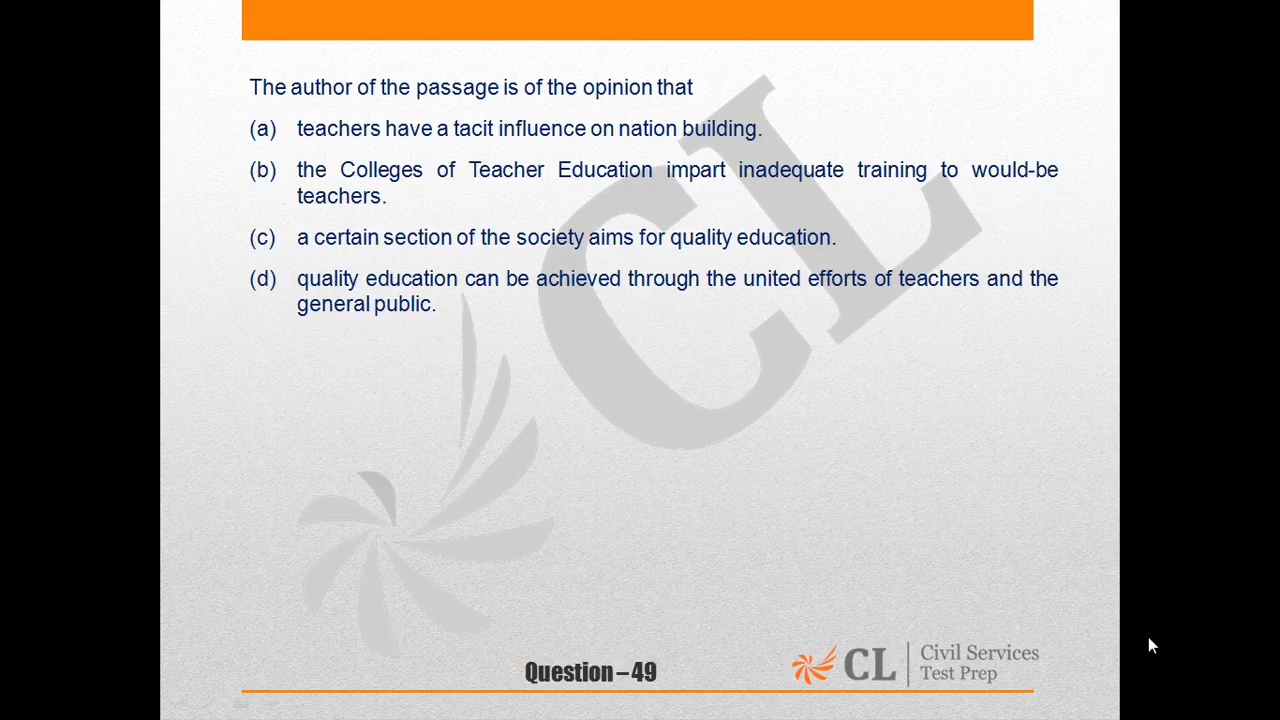 The author of the passage is of the opinion that
(a) teachers have a tacit influence on nation building.
(b) the Colleges of Teacher Education impart inadequate training to would-be
teachers.
(c) a certain section of the society aims for quality education.
(d) quality education can be achieved through the united efforts of teachers and the
general public.
CL
Question – 49
CL
Civil Services
Test Prep